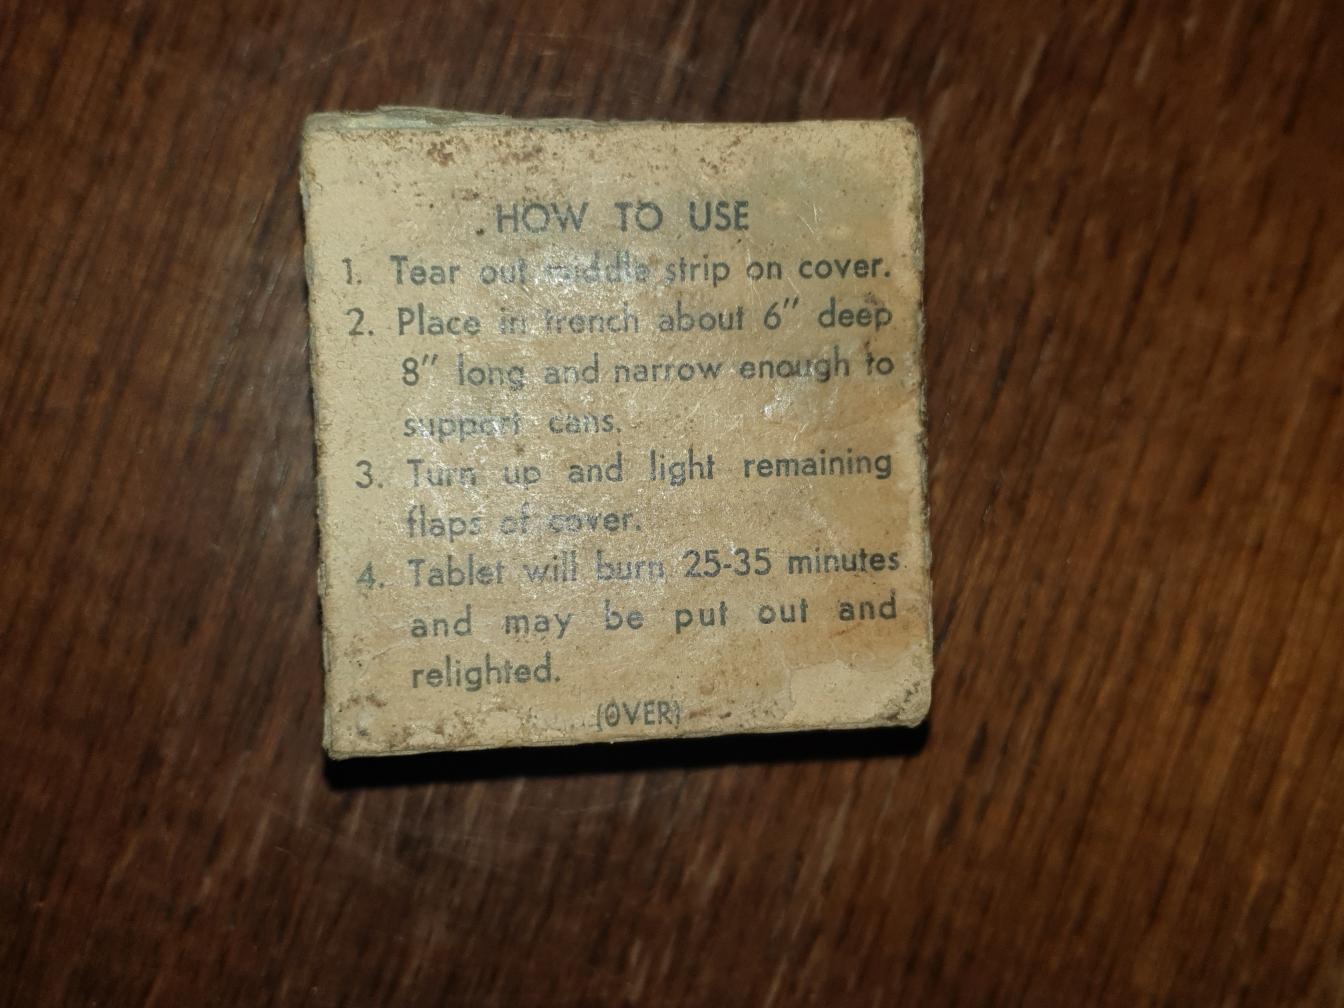 HOW TO USE
1. Tear out middle strip on cover.
2. Place in trench about 6" deep
8" long and narrow enough to
support cans.
3. Turn up and light remaining
flaps of cover.
4. Tablet will burn 25-35 minutes
and may be put out and
relighted.
(OVER)